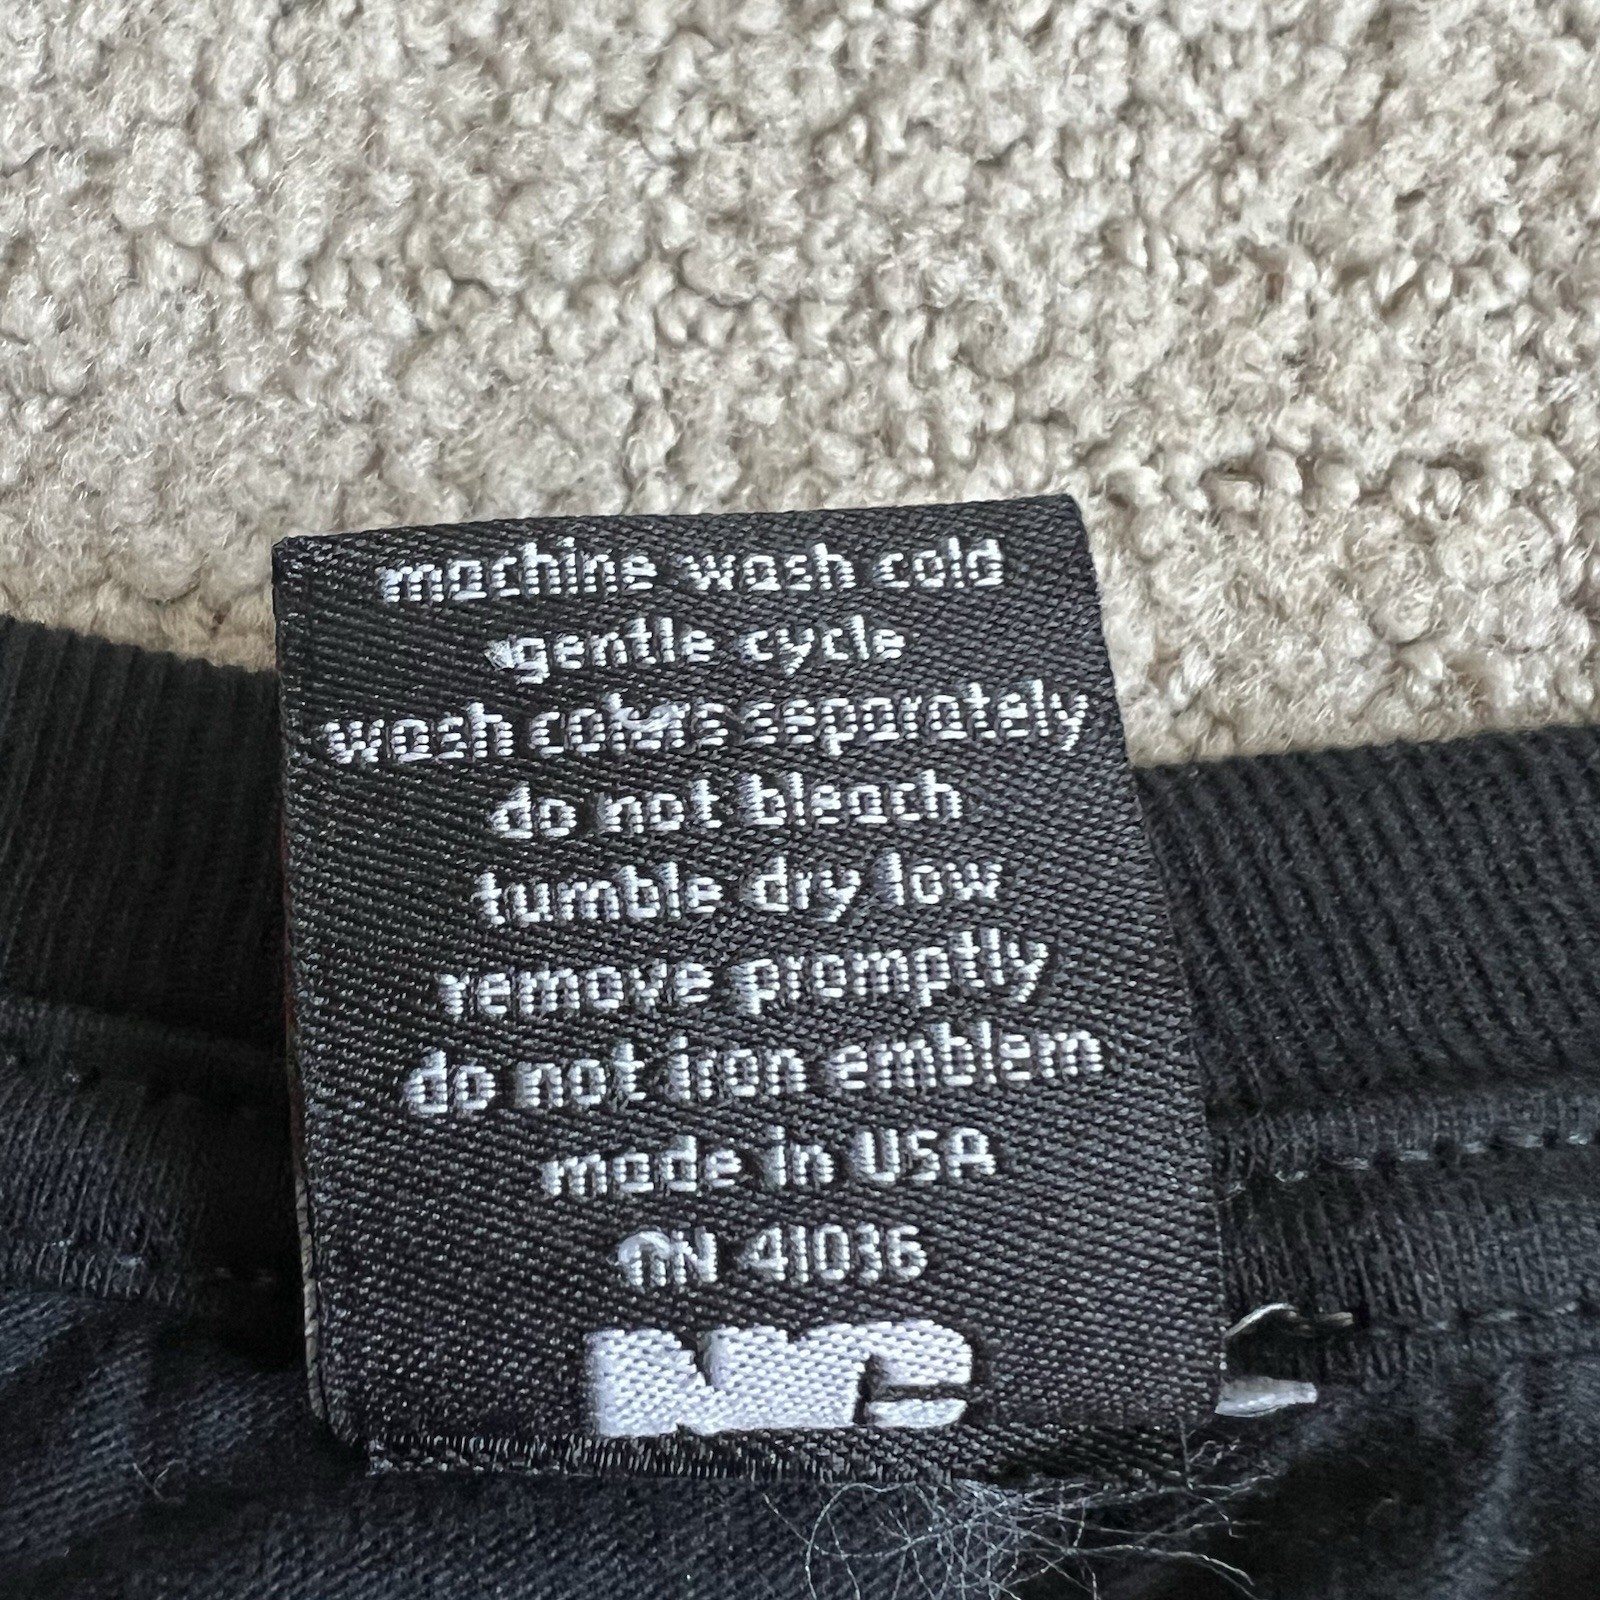 machine wash cold
gentle cycle
wash colors separately
do not bleach
tumble dry low
remove promptly
do not iron emblem
made in USA
RN 41036